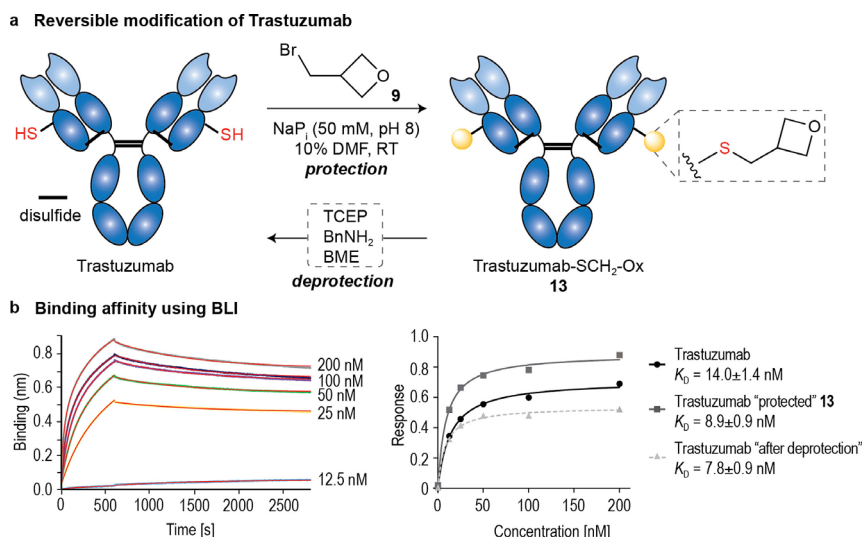 a Reversible modification of Trastuzumab
Br
O
9
HS
SH
NaPi (50 mM, pH 8)
10% DMF, RT
protection
S
O
disulfide
TCEP
BnNH2
BME
deprotection
Trastuzumab
Trastuzumab-SCH2-Ox
13
b Binding affinity using BLI
Binding (nm)
0.8
0.6
0.4
0.2
0.0
0
500
1000
1500
2000
2500
Time [s]
200 nM
100 nM
50 nM
25 nM
12.5 nM
Response
1.0
0.8
0.6
0.4
0.2
0.0
0
50
100
150
200
Concentration [nM]
Trastuzumab
KD = 14.0±1.4 nM
Trastuzumab "protected" 13
KD = 8.9±0.9 nM
Trastuzumab "after deprotection"
KD = 7.8±0.9 nM